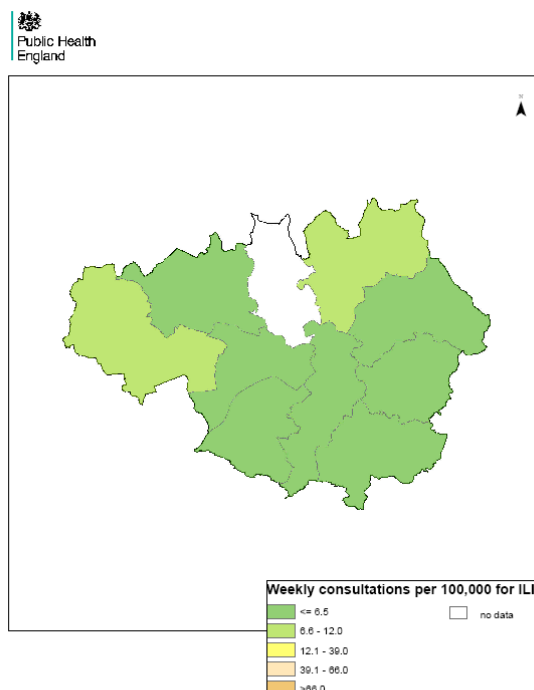 Public Health
England
N
Weekly consultations per 100,000 for ILI
<= 6.5
no data
6.6 - 12.0
12.1 - 39.0
39.1 - 66.0
>66.0